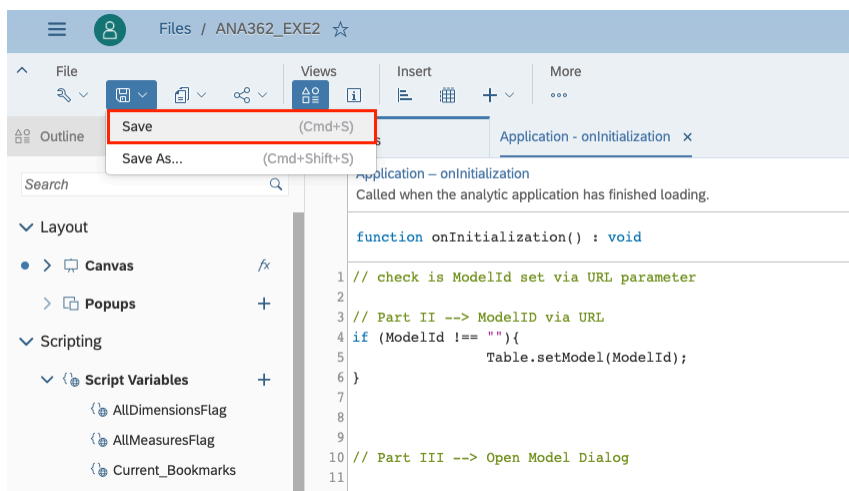 Files / ANA362_EXE2
File
Views
Insert
More
Save (Cmd+S)
Save As... (Cmd+Shift+S)
Outline
s
Application - onInitialization ×
Search
Application – onInitialization
Called when the analytic application has finished loading.
Layout
function onInitialization() : void
Canvas fx
1 // check is ModelId set via URL parameter
2
Popups +
3 // Part II --> ModelID via URL
4 if (ModelId !== ""){
Scripting
5 Table.setModel(ModelId);
Script Variables +
6 }
7
AllDimensionsFlag
8
AllMeasuresFlag
9
10 // Part III --> Open Model Dialog
Current_Bookmarks
11